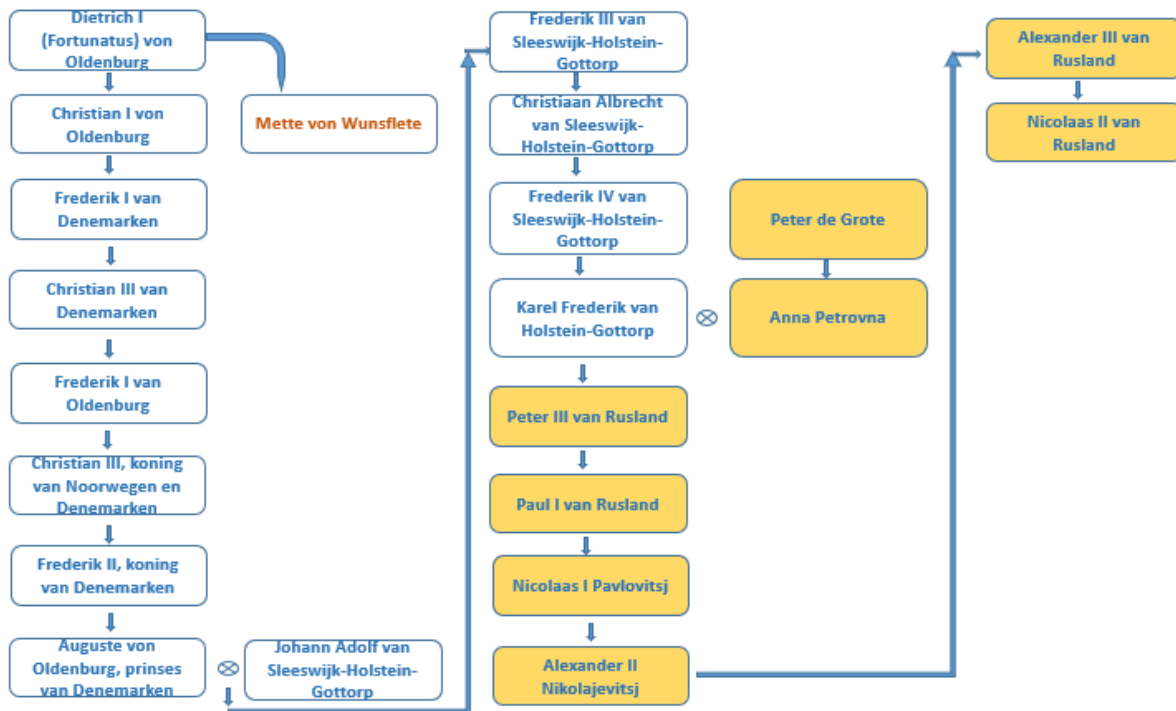 Dietrich I
(Fortunatus) von
Oldenburg
Mette von Wunsflete
Christian I von
Oldenburg
Frederik I van
Denemarken
Christian III van
Denemarken
Frederik I van
Oldenburg
Christian III, koning
van Noorwegen en
Denemarken
Frederik II, koning
van Denemarken
Auguste von
Oldenburg, prinses
van Denemarken
Johann Adolf van
Sleeswijk-Holstein-
Gottorp
Frederik III van
Sleeswijk-Holstein-
Gottorp
Christiaan Albrecht
van Sleeswijk-
Holstein-Gottorp
Frederik IV van
Sleeswijk-Holstein-
Gottorp
Peter de Grote
Karel Frederik van
Holstein-Gottorp
Anna Petrovna
Peter III van Rusland
Paul I van Rusland
Nicolaas I Pavlovitsj
Alexander II
Nikolajevitsj
Alexander III van
Rusland
Nicolaas II van
Rusland